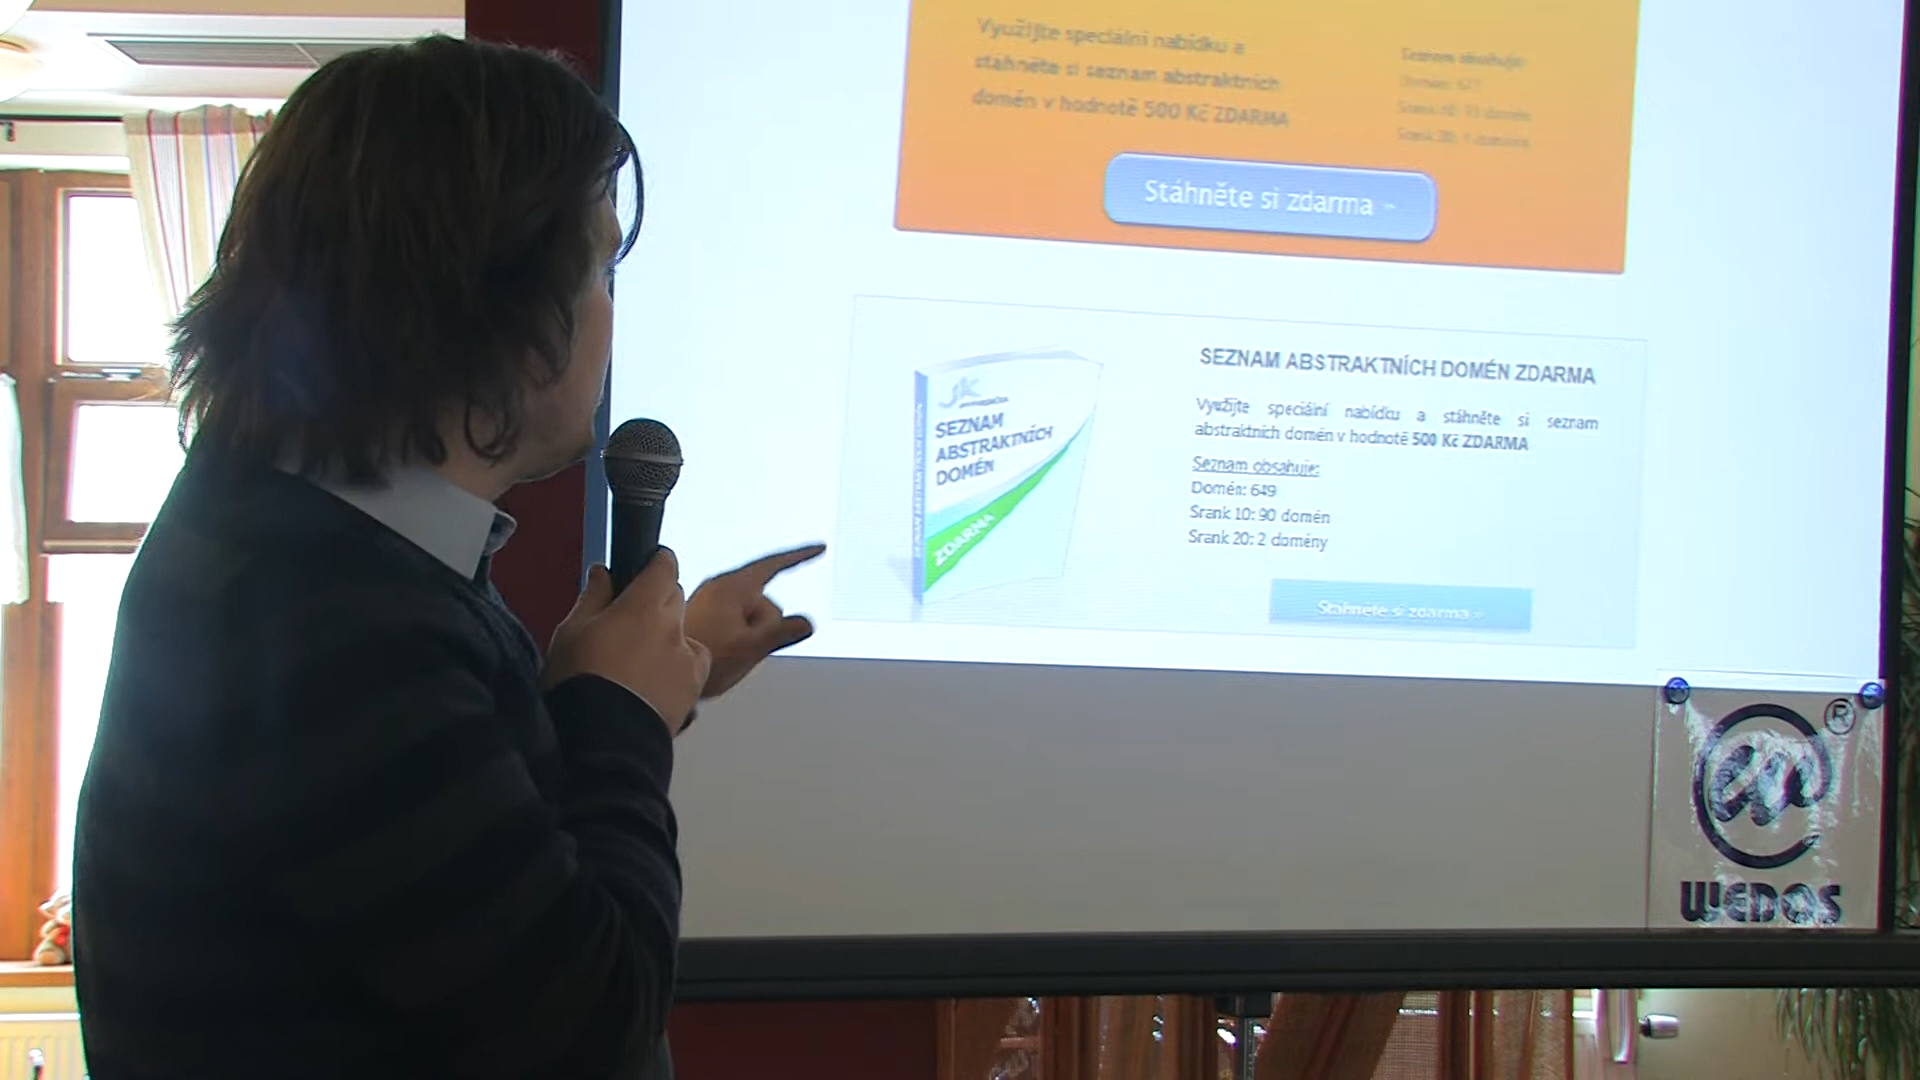 Využijte speciální nabídku a
stáhněte si seznam abstraktních
domén v hodnotě 500 Kč ZDARMA
Seznam obsahuje:
Stáhněte si zdarma »
SEZNAM
ABSTRAKTNÍCH
DOMÉN
ZDARMA
SEZNAM ABSTRAKTNÍCH DOMÉN ZDARMA
Využijte speciální nabídku a stáhněte si seznam
abstraktních domén v hodnotě 500 Kč ZDARMA
Seznam obsahuje:
Domén: 649
Srank 10: 90 domén
Srank 20: 2 domény
Stáhněte si zdarma »
®
WEDOS